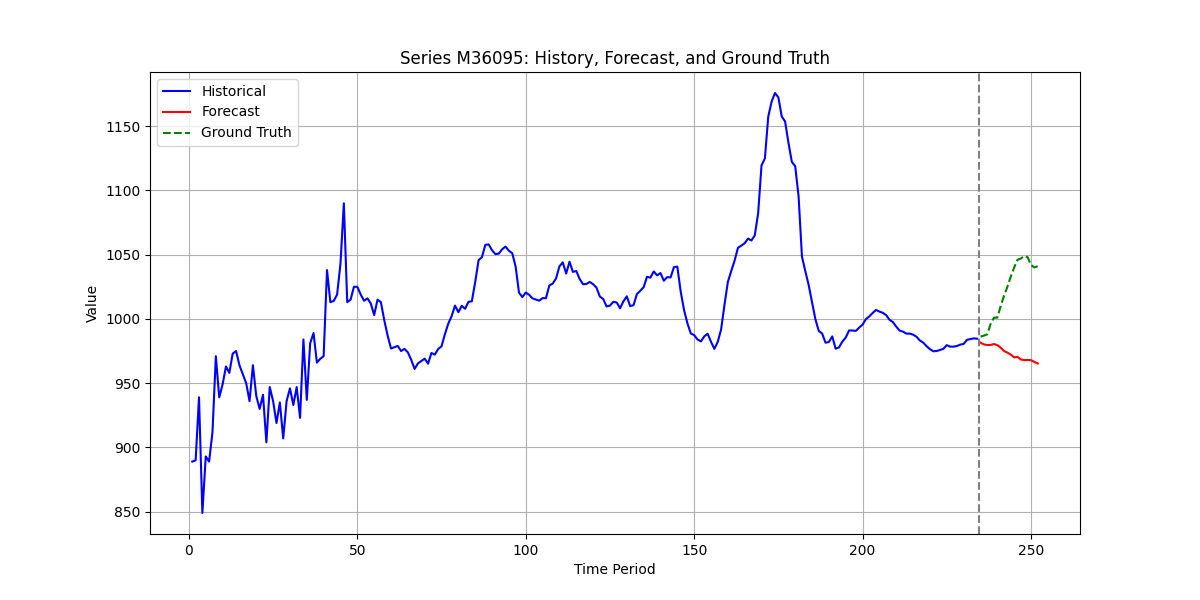 Series M36095: History, Forecast, and Ground Truth
Historical
Forecast
Ground Truth
1150
1100
1050
1000
950
900
850
Value
0 50 100 150 200 250
Time Period